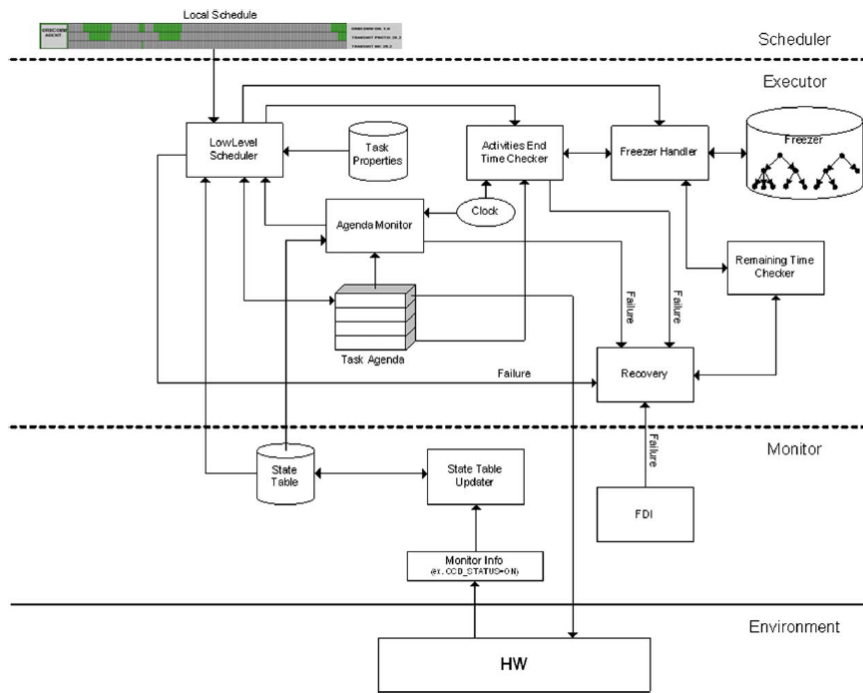 Local Schedule
Scheduler
Executor
LowLevel
Scheduler
Task
Properties
Activities End
Time Checker
Freezer Handler
Freezer
Clock
Agenda Monitor
Remaining Time
Checker
Task Agenda
Failure
Failure
Failure
Recovery
Monitor
State
Table
State Table
Updater
Failure
FDI
Monitor Info
(ex. CCD_STATUS=ON)
Environment
HW